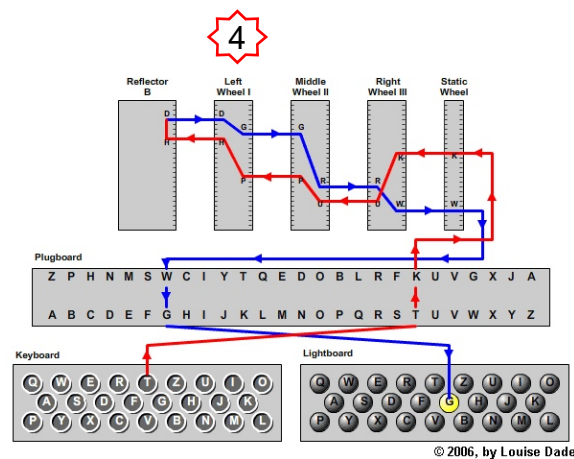 4
Reflector B
Left Wheel I
Middle Wheel II
Right Wheel III
Static Wheel
D D
G G
H H
K K
P P
R R
U D
W W
Plugboard
Z P H N M S W C I Y T Q E D O B L R F K U V G X J A
A B C D E F G H I J K L M N O P Q R S T U V W X Y Z
Keyboard
Q W E R T Z U I O
A S D F G H J K
P Y X C V B N M L
Lightboard
Q W E R T Z U I O
A S D F G H J K
P Y X C V B N M L
© 2006, by Louise Dade